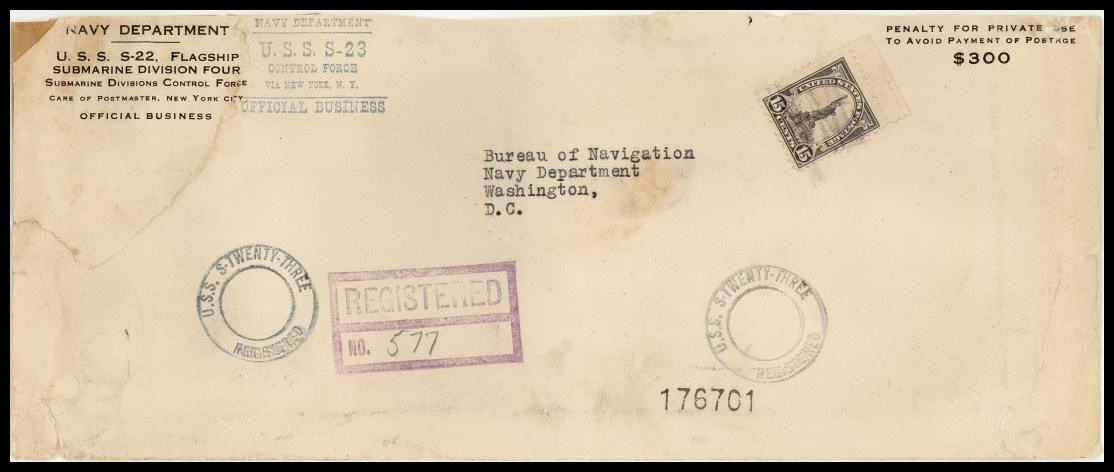 NAVY DEPARTMENT
U. S. S. S-22, FLAGSHIP
SUBMARINE DIVISION FOUR
SUBMARINE DIVISIONS CONTROL FORCE
CARE OF POSTMASTER, NEW YORK CITY
OFFICIAL BUSINESS
NAVY DEPARTMENT
U. S. S. S-23
CONTROL FORCE
VIA NEW YORK, N. Y.
OFFICIAL BUSINESS
PENALTY FOR PRIVATE USE
TO AVOID PAYMENT OF POSTAGE
$300
UNITED STATES POSTAGE
15 CENTS 15
Bureau of Navigation
Navy Department
Washington,
D.C.
U.S.S. S-TWENTY-THREE
REGISTERED
REGISTERED
NO. 577
U.S.S. S-TWENTY-THREE
REGISTERED
176701